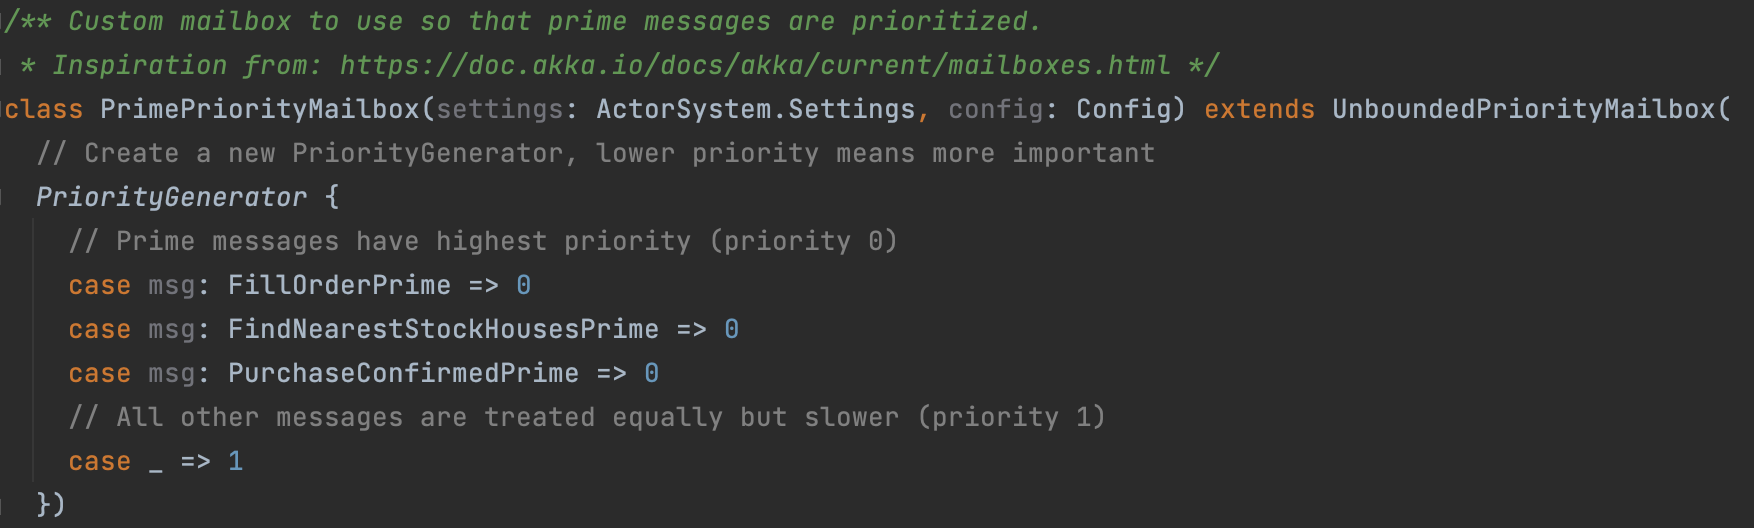 /** Custom mailbox to use so that prime messages are prioritized.
 * Inspiration from: https://doc.akka.io/docs/akka/current/mailboxes.html */
class PrimePriorityMailbox(settings: ActorSystem.Settings, config: Config) extends UnboundedPriorityMailbox(
  // Create a new PriorityGenerator, lower priority means more important
  PriorityGenerator {
    // Prime messages have highest priority (priority 0)
    case msg: FillOrderPrime => 0
    case msg: FindNearestStockHousesPrime => 0
    case msg: PurchaseConfirmedPrime => 0
    // All other messages are treated equally but slower (priority 1)
    case _ => 1
  })